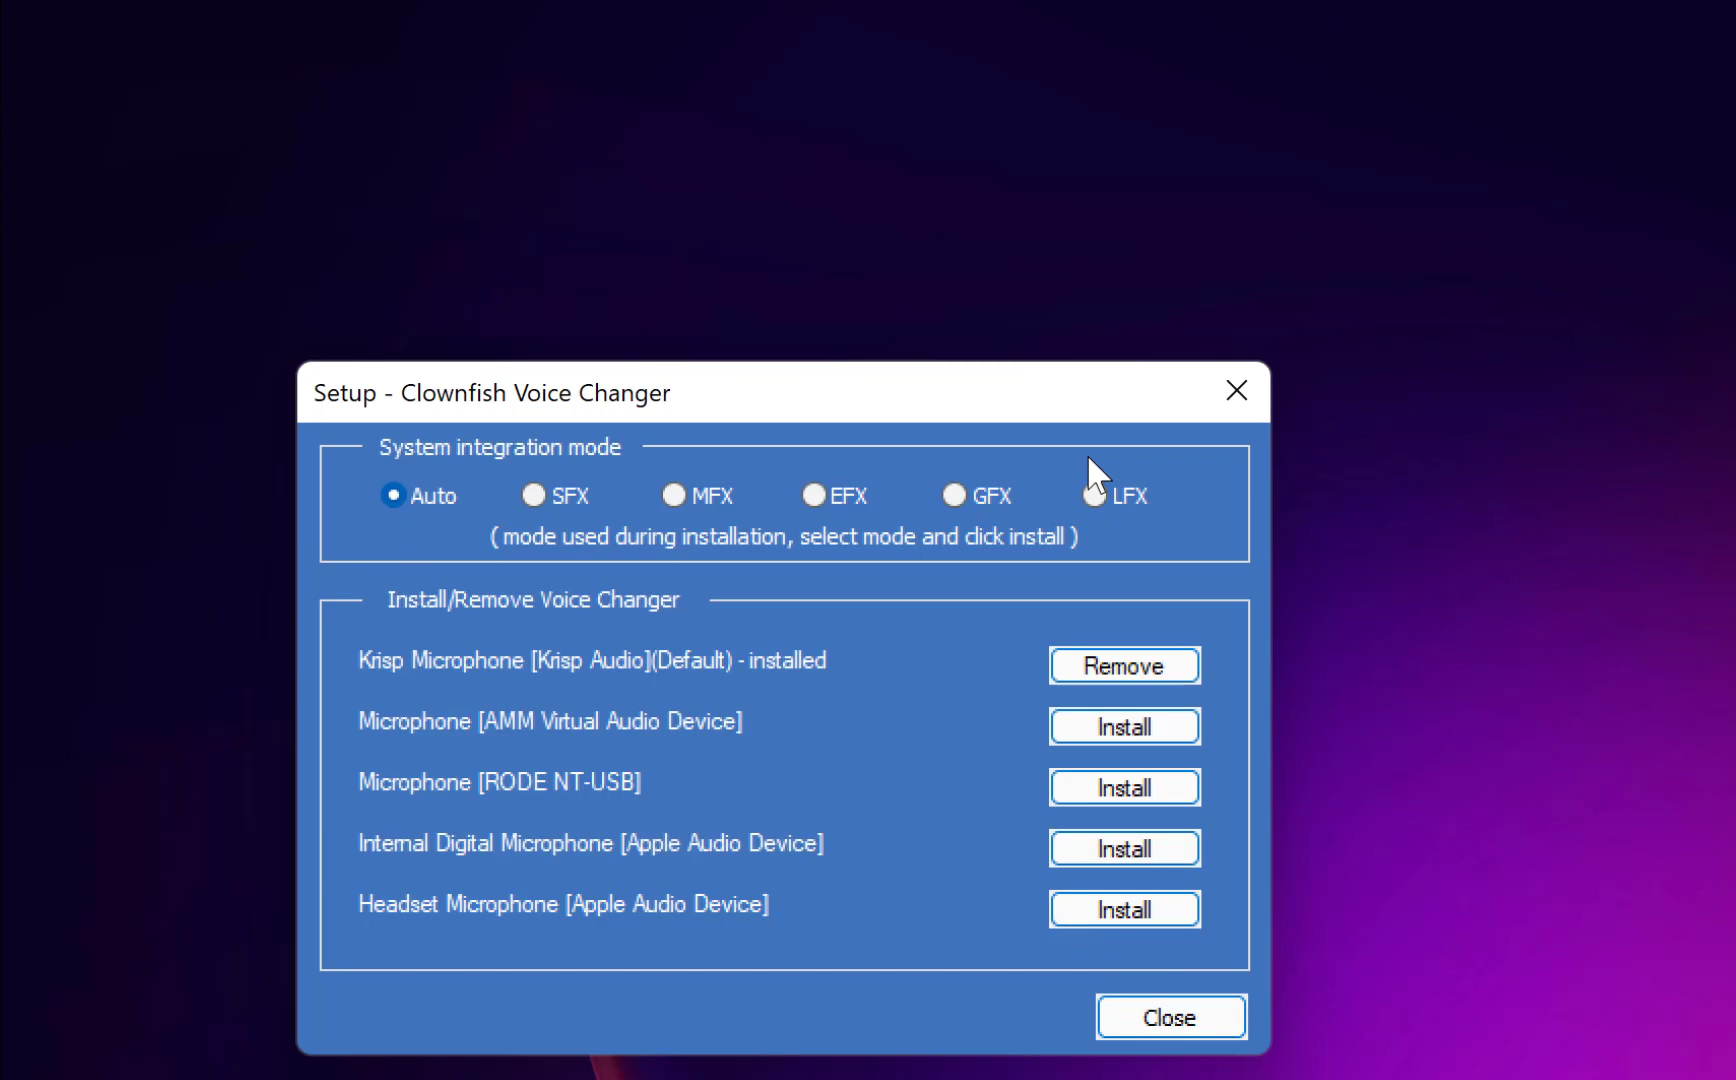 Setup - Clownfish Voice Changer
System integration mode
Auto SFX MFX EFX GFX LFX
( mode used during installation, select mode and click install )
Install/Remove Voice Changer
Krisp Microphone [Krisp Audio](Default) - installed Remove
Microphone [AMM Virtual Audio Device] Install
Microphone [RODE NT-USB] Install
Internal Digital Microphone [Apple Audio Device] Install
Headset Microphone [Apple Audio Device] Install
Close